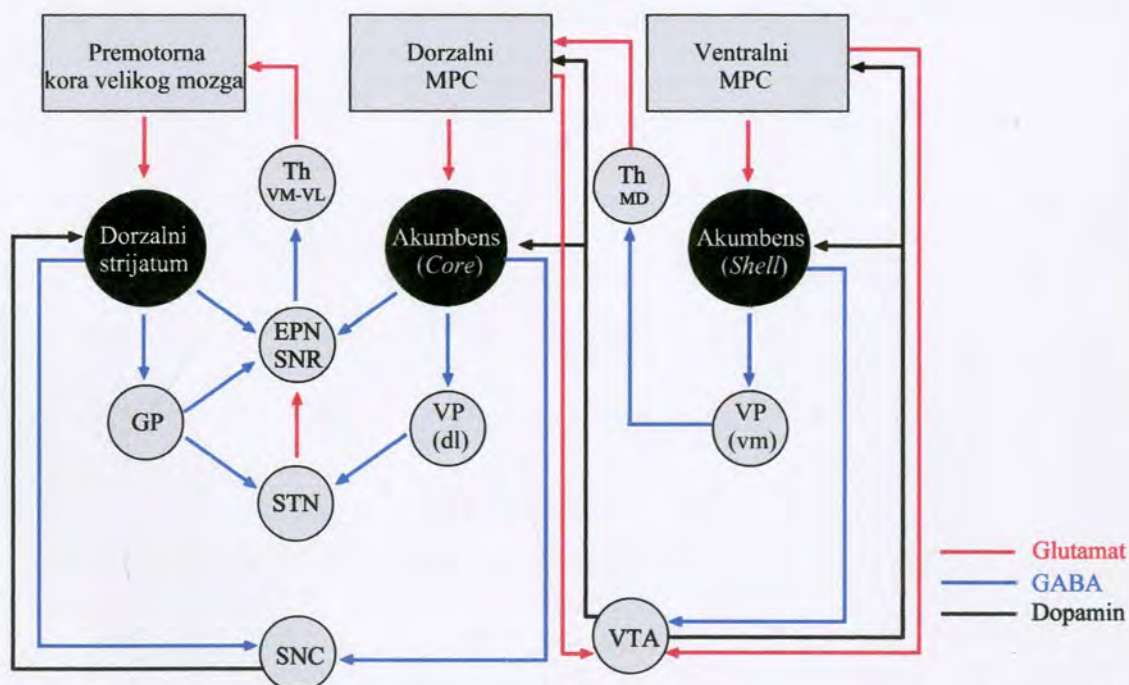 Premotorna
kora velikog mozga
Dorzalni
MPC
Ventralni
MPC
Th
VM-VL
Th
MD
Dorzalni
strijatum
Akumbens
(Core)
Akumbens
(Shell)
EPN
SNR
GP
VP
(dl)
VP
(vm)
STN
SNC
VTA
Glutamat
GABA
Dopamin